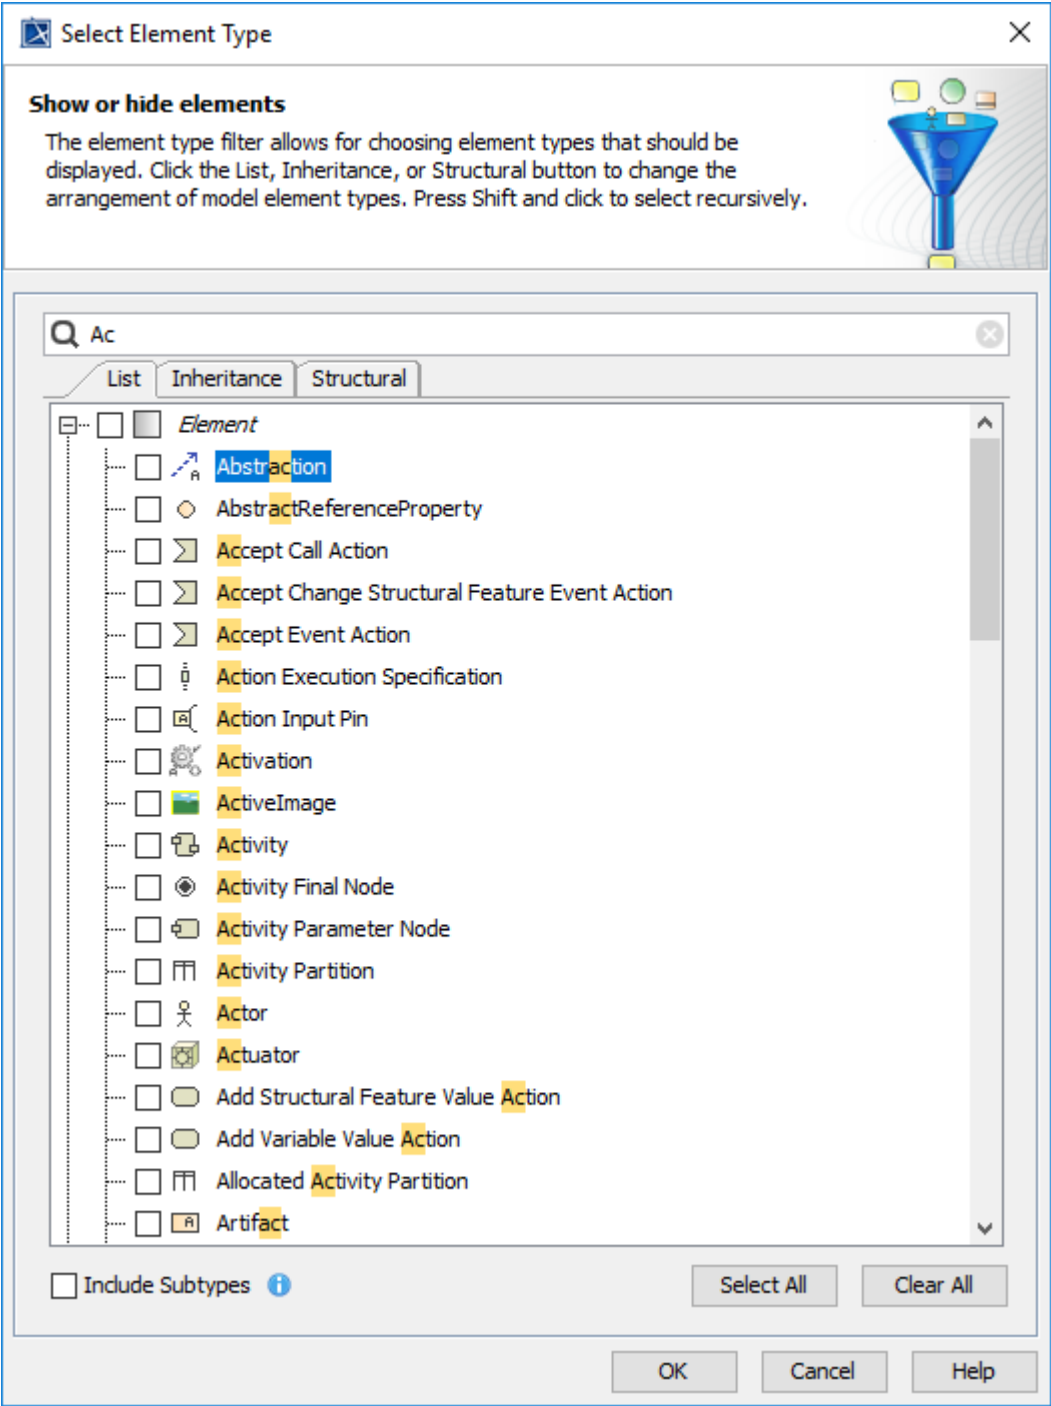 Select Element Type
Show or hide elements
The element type filter allows for choosing element types that should be
displayed. Click the List, Inheritance, or Structural button to change the
arrangement of model element types. Press Shift and click to select recursively.
Ac
List Inheritance Structural
Element
Abstraction
AbstractReferenceProperty
Accept Call Action
Accept Change Structural Feature Event Action
Accept Event Action
Action Execution Specification
Action Input Pin
Activation
ActiveImage
Activity
Activity Final Node
Activity Parameter Node
Activity Partition
Actor
Actuator
Add Structural Feature Value Action
Add Variable Value Action
Allocated Activity Partition
Artifact
Include Subtypes Select All Clear All
OK Cancel Help